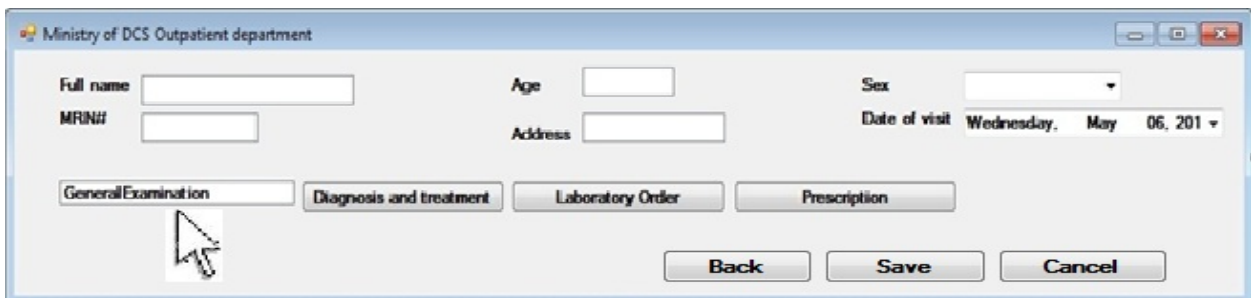 Ministry of DCS Outpatient department
Full name Age Sex
MRN# Address Date of visit Wednesday, May 06, 201
GeneralExamination Diagnosis and treatment Laboratory Order Prescription
Back Save Cancel